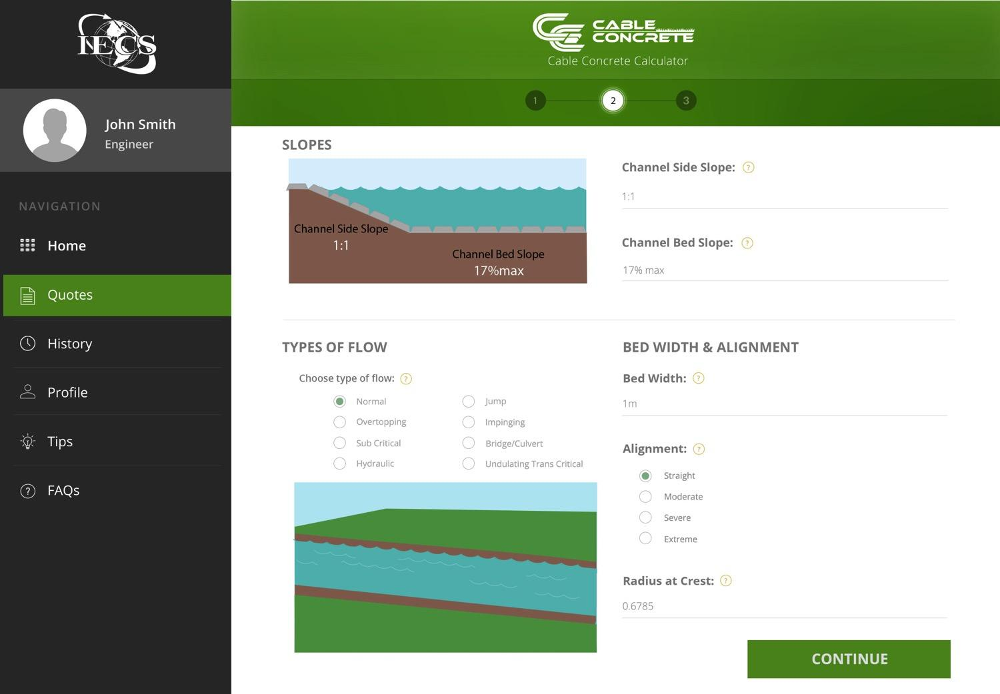 IECS
John Smith
Engineer
NAVIGATION
Home
Quotes
History
Profile
Tips
? FAQs
CABLE
CONCRETE
Cable Concrete Calculator
1 2 3
SLOPES
Channel Side Slope
1:1
Channel Bed Slope
17%max
Channel Side Slope: ?
1:1
Channel Bed Slope: ?
17% max
TYPES OF FLOW
Choose type of flow: ?
Normal Jump
Overtopping Impinging
Sub Critical Bridge/Culvert
Hydraulic Undulating Trans Critical
BED WIDTH & ALIGNMENT
Bed Width: ?
1m
Alignment: ?
Straight
Moderate
Severe
Extreme
Radius at Crest: ?
0.6785
CONTINUE